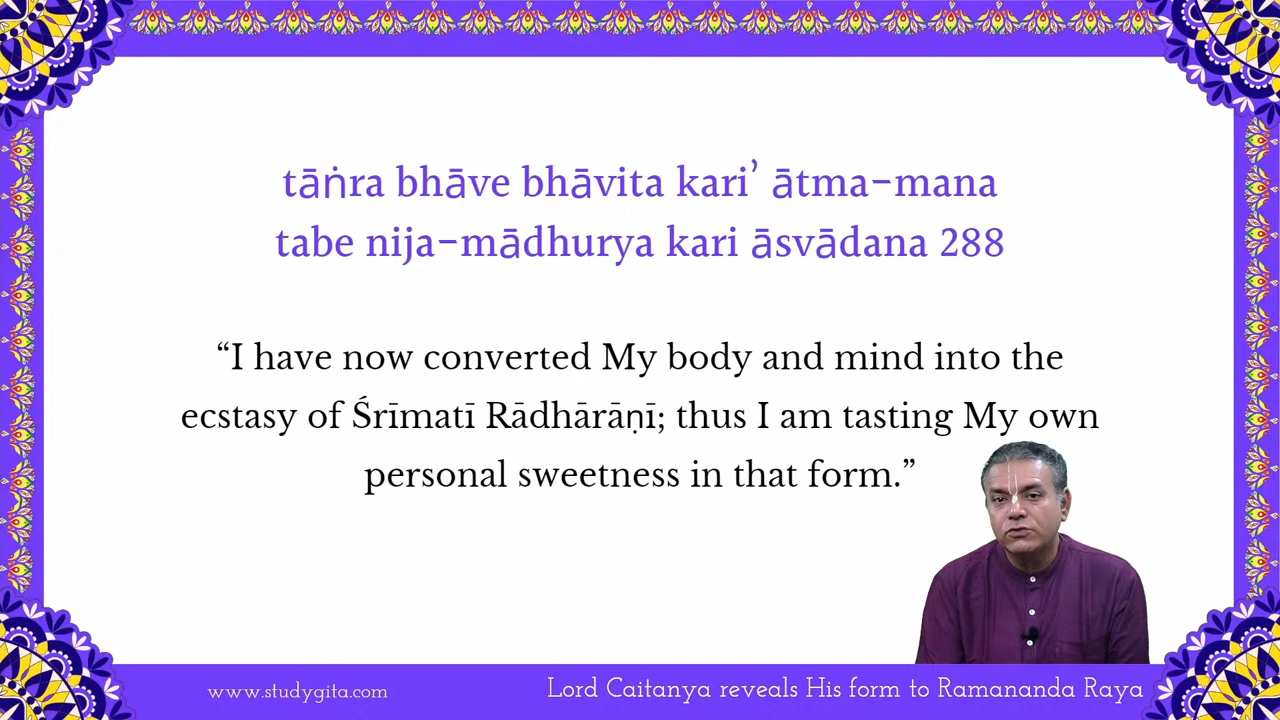 tāṅra bhāve bhāvita kari’ ātma-mana
tabe nija-mādhurya kari āsvādana 288
“I have now converted My body and mind into the
ecstasy of Śrīmatī Rādhārāṇī; thus I am tasting My own
personal sweetness in that form.”
www.studygita.com
Lord Caitanya reveals His form to Ramananda Raya